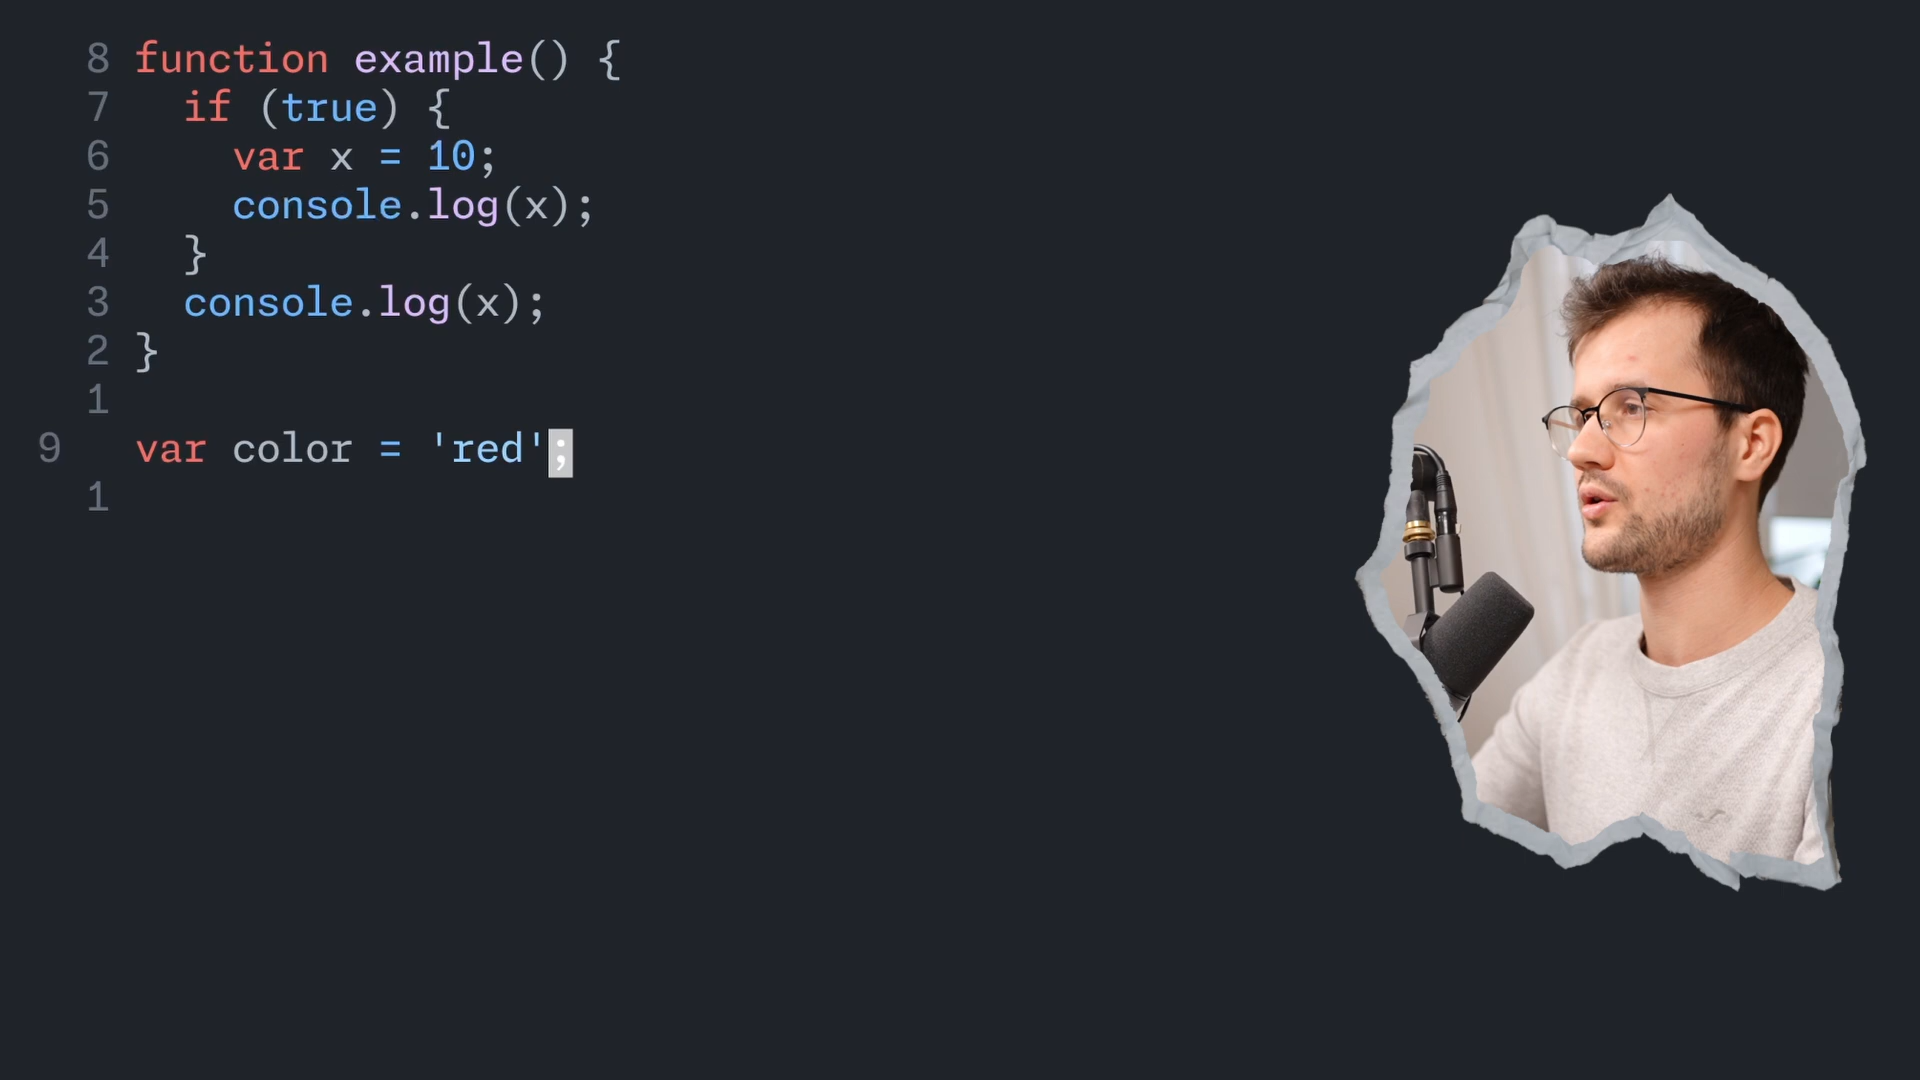 8 function example() {
7   if (true) {
6     var x = 10;
5     console.log(x);
4   }
3   console.log(x);
2 }
1
9 var color = 'red';
1